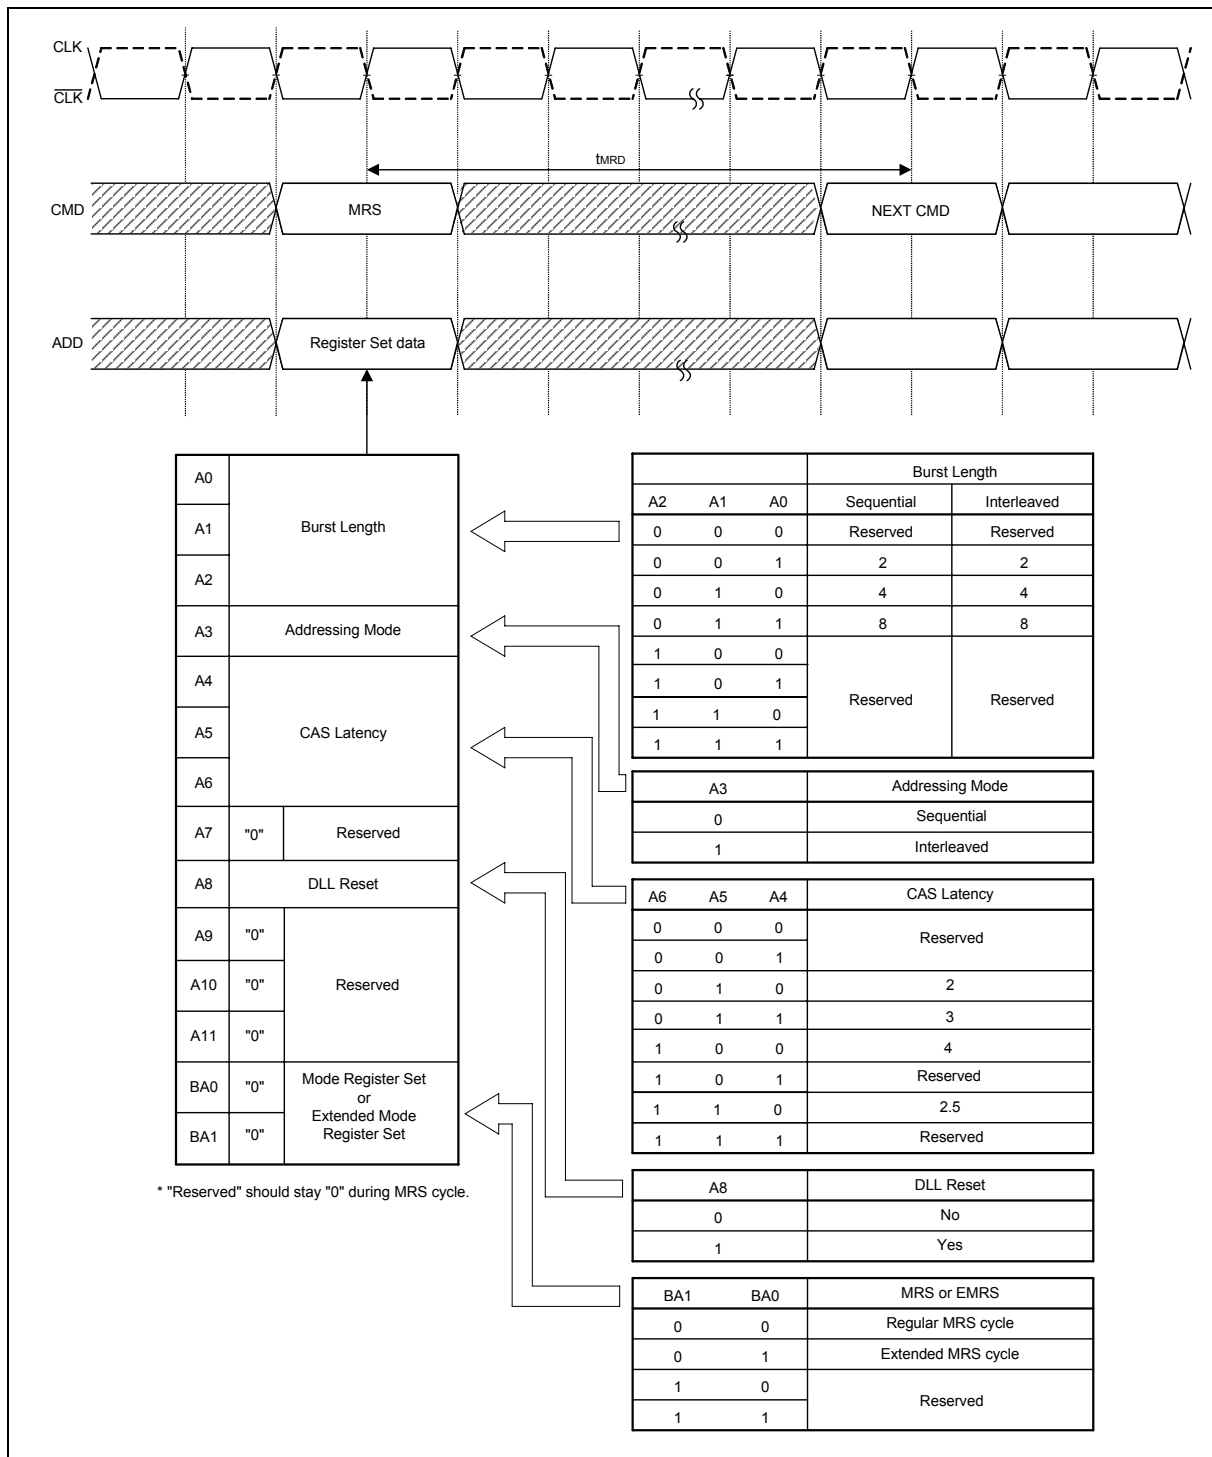 CLK
CLK
tMRD
CMD MRS NEXT CMD
ADD Register Set data
A0
A1 Burst Length
A2
A3 Addressing Mode
A4
A5 CAS Latency
A6
A7 "0" Reserved
A8 DLL Reset
A9 "0"
A10 "0" Reserved
A11 "0"
BA0 "0" Mode Register Set
or
Extended Mode
BA1 "0" Register Set
* "Reserved" should stay "0" during MRS cycle.
Burst Length
A2 A1 A0 Sequential Interleaved
0 0 0 Reserved Reserved
0 0 1 2 2
0 1 0 4 4
0 1 1 8 8
1 0 0
1 0 1 Reserved Reserved
1 1 0
1 1 1
A3 Addressing Mode
0 Sequential
1 Interleaved
A6 A5 A4 CAS Latency
0 0 0 Reserved
0 0 1
0 1 0 2
0 1 1 3
1 0 0 4
1 0 1 Reserved
1 1 0 2.5
1 1 1 Reserved
A8 DLL Reset
0 No
1 Yes
BA1 BA0 MRS or EMRS
0 0 Regular MRS cycle
0 1 Extended MRS cycle
1 0 Reserved
1 1